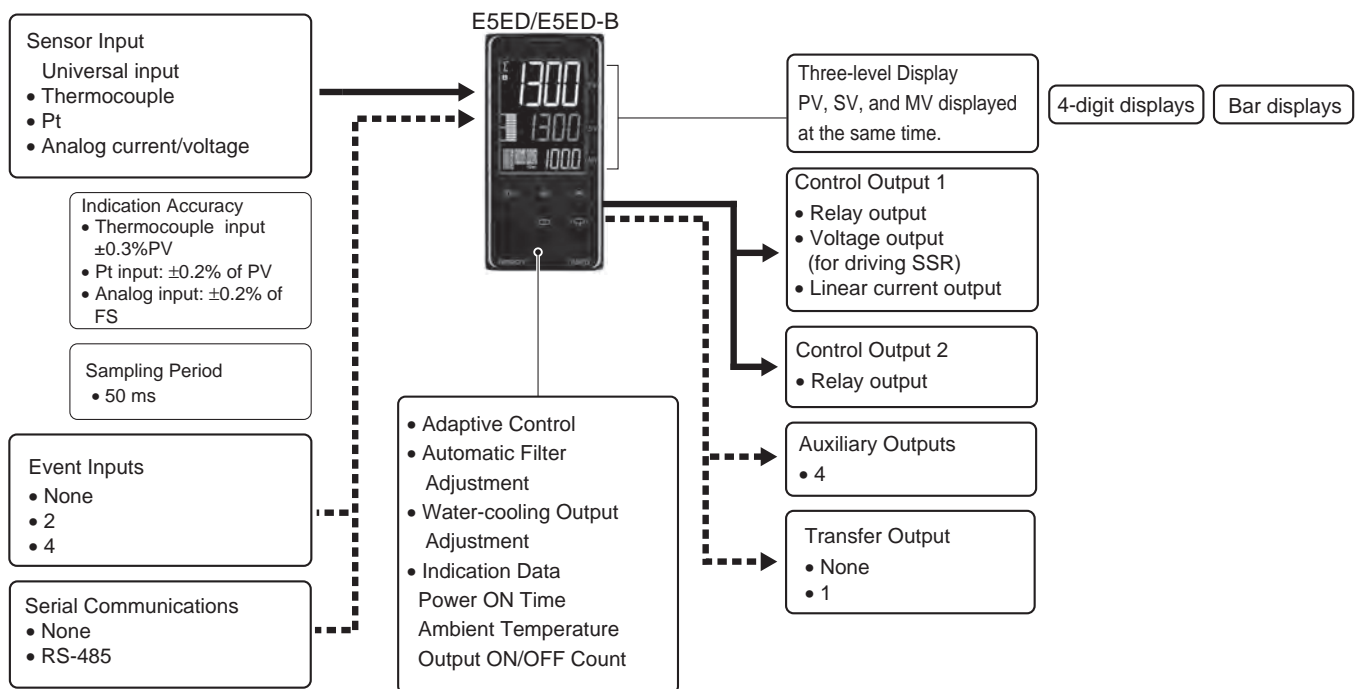 E5ED/E5ED-B
Sensor Input
Universal input
• Thermocouple
• Pt
• Analog current/voltage
Indication Accuracy
• Thermocouple input
±0.3%PV
• Pt input: ±0.2% of PV
• Analog input: ±0.2% of
FS
Sampling Period
• 50 ms
Event Inputs
• None
• 2
• 4
Serial Communications
• None
• RS-485
1300
1300
100.0
• Adaptive Control
• Automatic Filter
Adjustment
• Water-cooling Output
Adjustment
• Indication Data
Power ON Time
Ambient Temperature
Output ON/OFF Count
Three-level Display
PV, SV, and MV displayed
at the same time.
4-digit displays
Bar displays
Control Output 1
• Relay output
• Voltage output
(for driving SSR)
• Linear current output
Control Output 2
• Relay output
Auxiliary Outputs
• 4
Transfer Output
• None
• 1